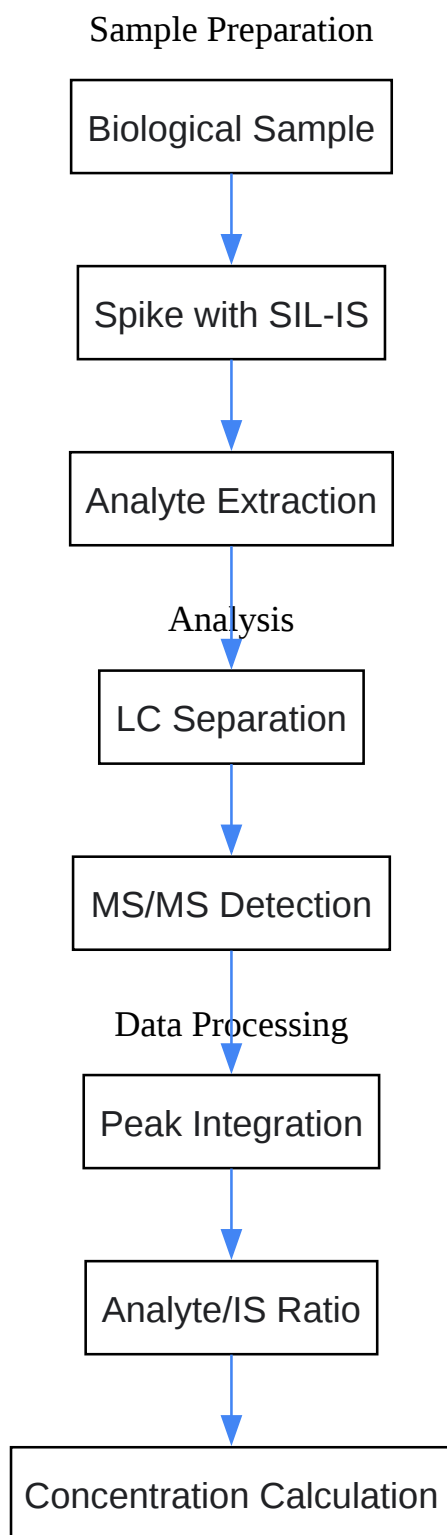 Sample Preparation
Biological Sample
Spike with SIL-IS
Analyte Extraction
Analysis
LC Separation
MS/MS Detection
Data Processing
Peak Integration
Analyte/IS Ratio
Concentration Calculation